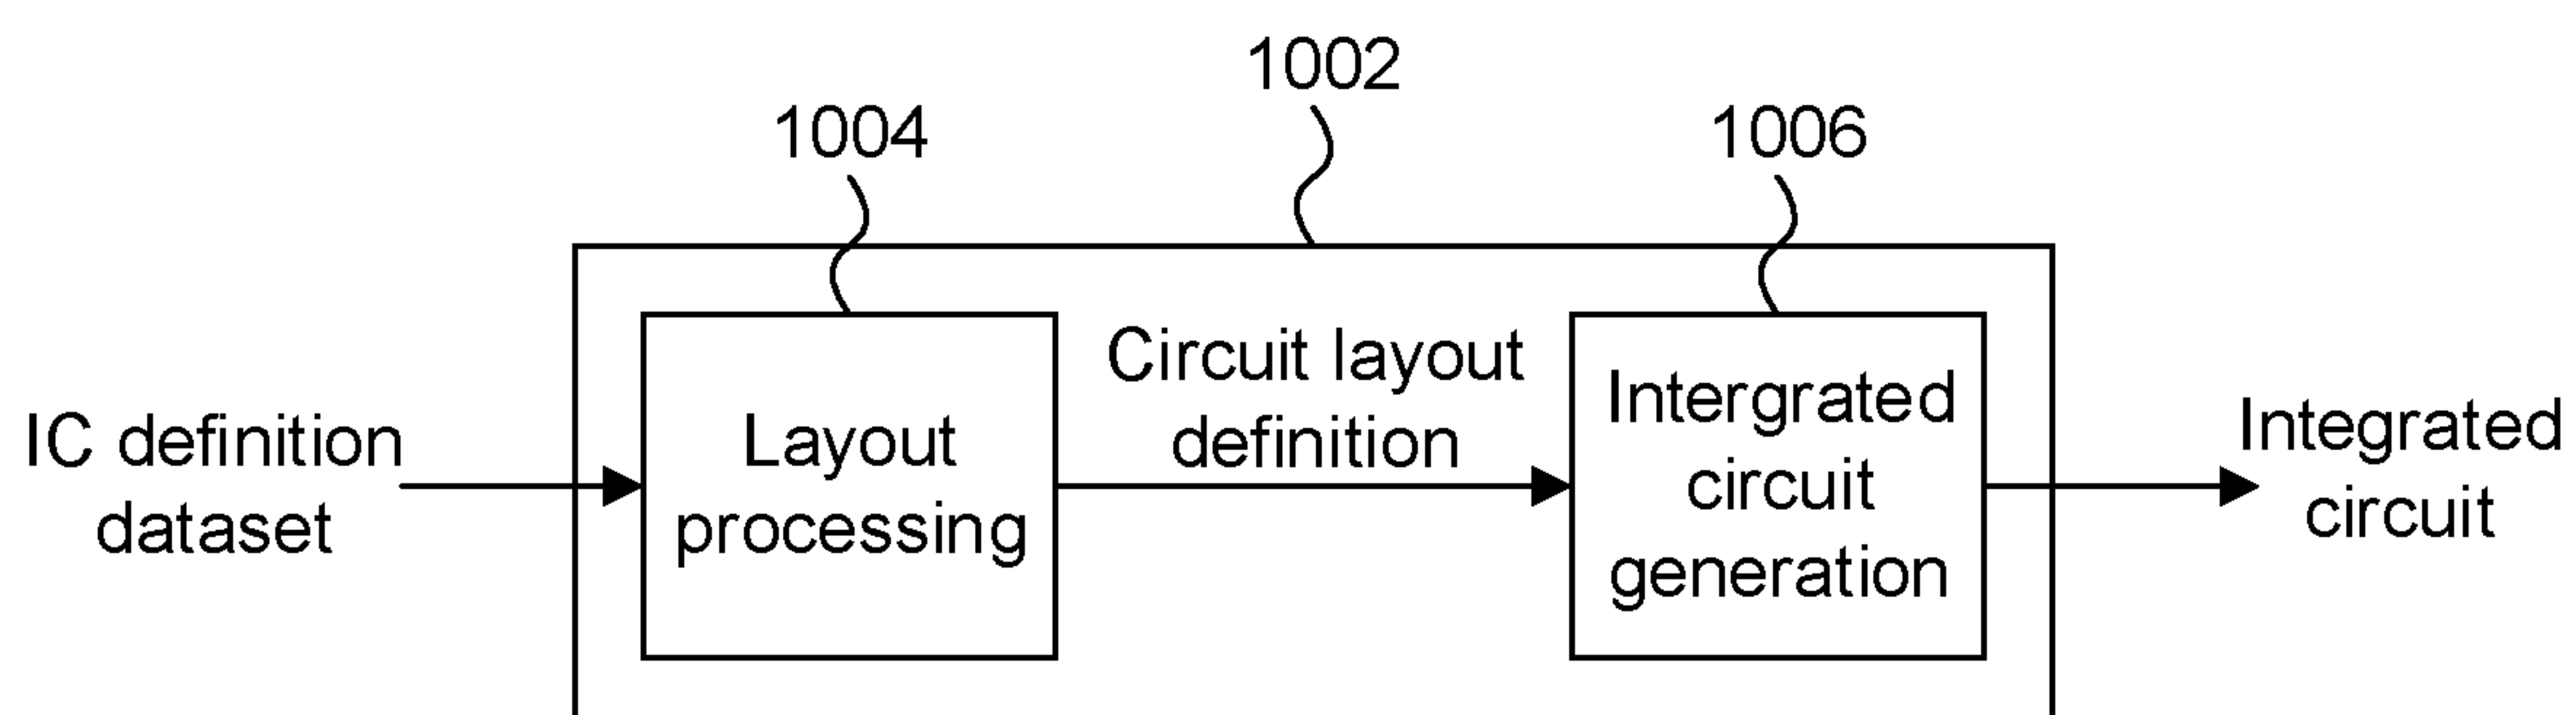 1002
1004
1006
IC definition
dataset
Layout
processing
Circuit layout
definition
Intergrated
circuit
generation
Integrated
circuit